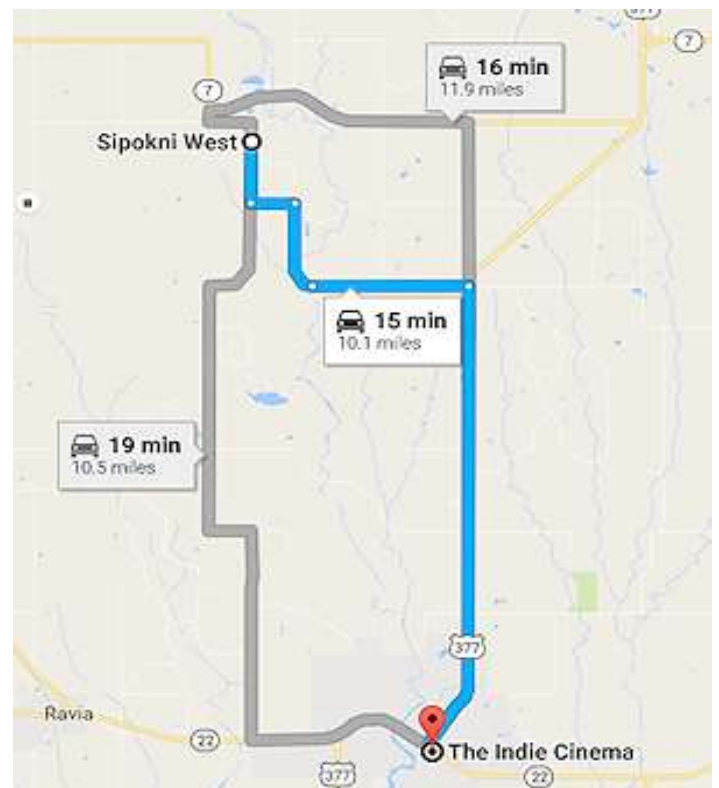 377
7
16 min
11.9 miles
7
Sipokni West
15 min
10.1 miles
19 min
10.5 miles
377
Ravia
22
The Indie Cinema
377
22